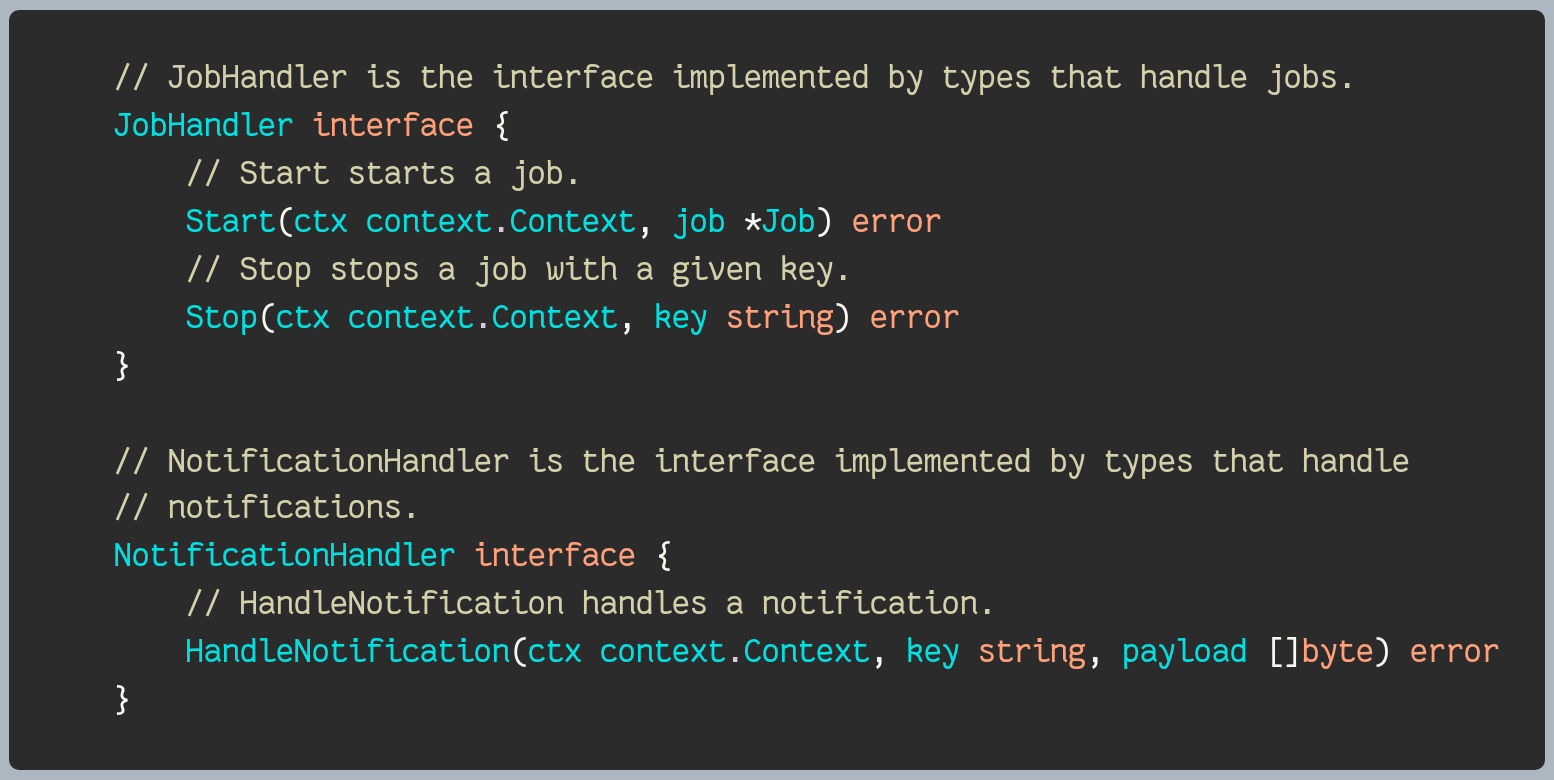 // JobHandler is the interface implemented by types that handle jobs.
JobHandler interface {
    // Start starts a job.
    Start(ctx context.Context, job *Job) error
    // Stop stops a job with a given key.
    Stop(ctx context.Context, key string) error
}

// NotificationHandler is the interface implemented by types that handle
// notifications.
NotificationHandler interface {
    // HandleNotification handles a notification.
    HandleNotification(ctx context.Context, key string, payload []byte) error
}